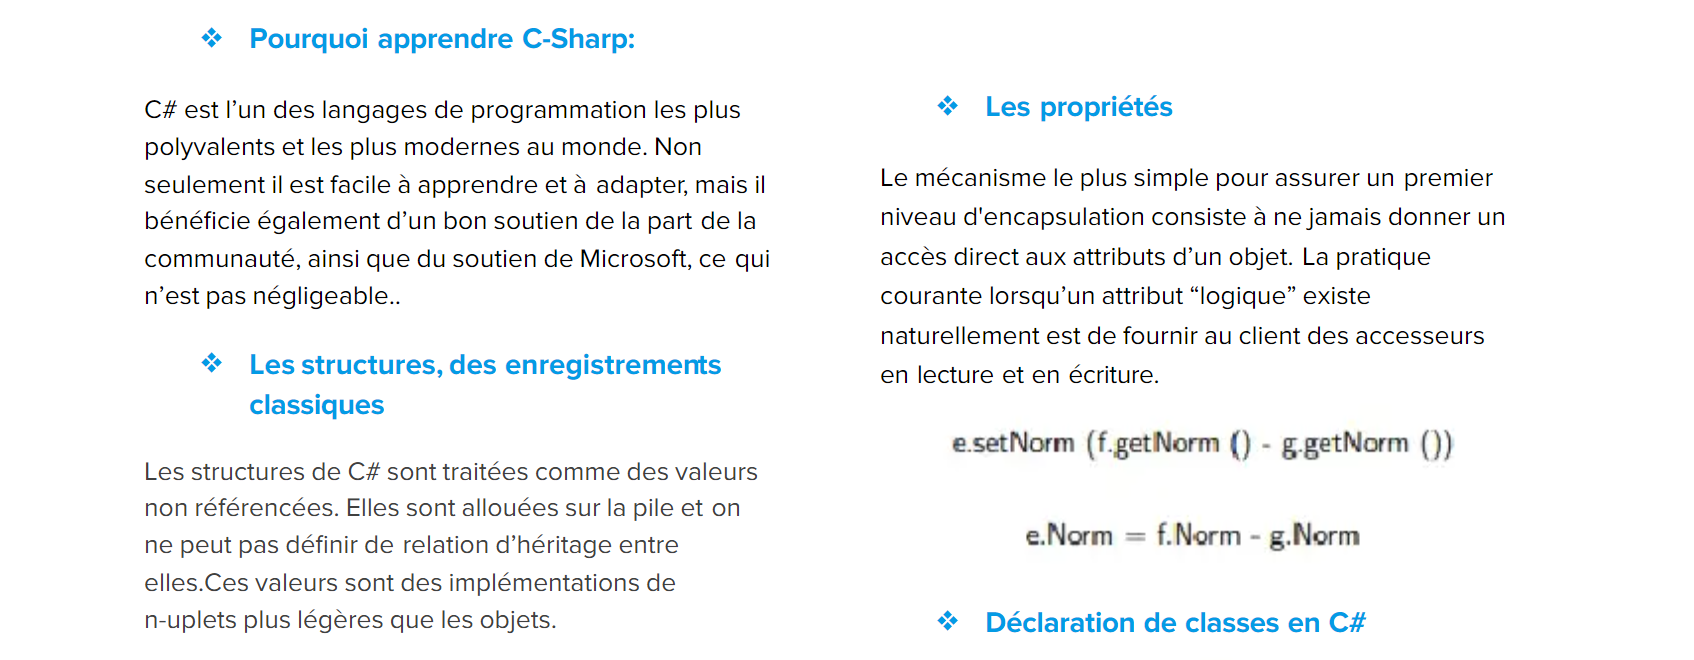 ❖ Pourquoi apprendre C-Sharp:
C# est l’un des langages de programmation les plus
polyvalents et les plus modernes au monde. Non
seulement il est facile à apprendre et à adapter, mais il
bénéficie également d’un bon soutien de la part de la
communauté, ainsi que du soutien de Microsoft, ce qui
n’est pas négligeable..
❖ Les structures, des enregistrements
classiques
Les structures de C# sont traitées comme des valeurs
non référencées. Elles sont allouées sur la pile et on
ne peut pas définir de relation d’héritage entre
elles.Ces valeurs sont des implémentations de
n-uplets plus légères que les objets.
❖ Les propriétés
Le mécanisme le plus simple pour assurer un premier
niveau d'encapsulation consiste à ne jamais donner un
accès direct aux attributs d’un objet. La pratique
courante lorsqu’un attribut “logique” existe
naturellement est de fournir au client des accesseurs
en lecture et en écriture.
e.setNorm (f.getNorm () - g.getNorm ())
e.Norm = f.Norm - g.Norm
❖ Déclaration de classes en C#